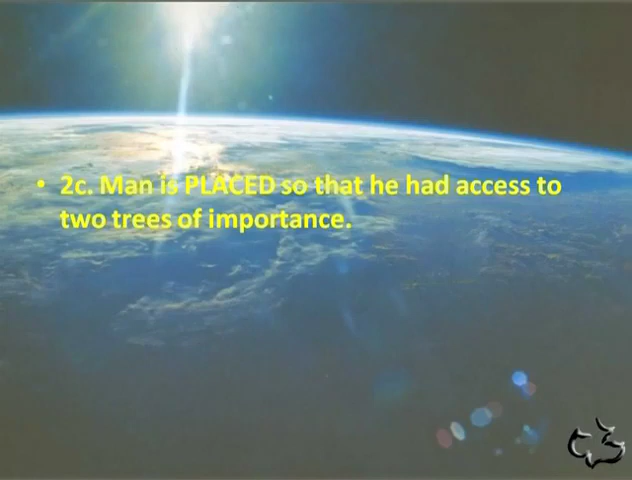 • 2c. Man is PLACED so that he had access to
two trees of importance.